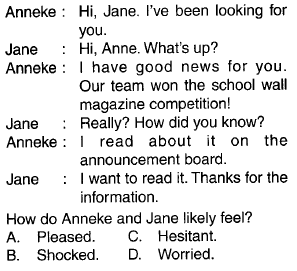 Anneke : Hi, Jane. I've been looking for
you.
Jane : Hi, Anne. What's up?
Anneke : I have good news for you.
Our team won the school wall
magazine competition!
Jane : Really? How did you know?
Anneke : I read about it on the
announcement board.
Jane : I want to read it. Thanks for the
information.
How do Anneke and Jane likely feel?
A. Pleased. C. Hesitant.
B. Shocked. D. Worried.